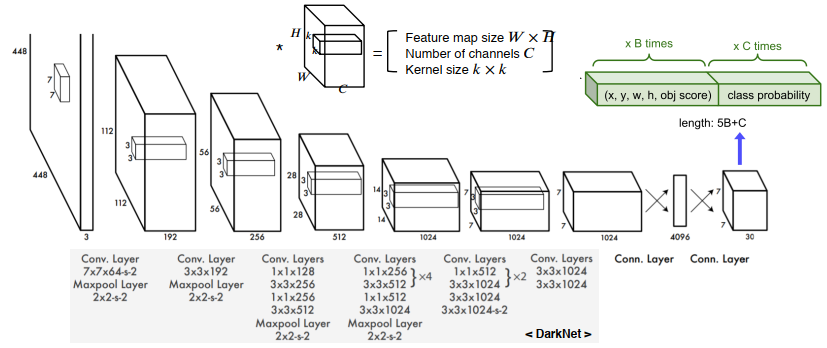 H
k
k
W
C
*
=
Feature map size W × H
Number of channels C
Kernel size k × k
x B times
x C times
(x, y, w, h, obj score)
class probability
length: 5B+C
448
448
7
7
3
112
112
3
3
192
56
56
3
3
256
28
28
3
3
512
14
14
3
3
1024
7
7
3
3
1024
7
7
1024
4096
7
7
30
Conv. Layer
7x7x64-s-2
Maxpool Layer
2x2-s-2
Conv. Layer
3x3x192
Maxpool Layer
2x2-s-2
Conv. Layers
1x1x128
3x3x256
1x1x256
3x3x512
Maxpool Layer
2x2-s-2
Conv. Layers
1x1x256
3x3x512
}×4
1x1x512
3x3x1024
Maxpool Layer
2x2-s-2
Conv. Layers
1x1x512
3x3x1024
}×2
3x3x1024
3x3x1024-s-2
Conv. Layers
3x3x1024
3x3x1024
Conn. Layer
Conn. Layer
< DarkNet >